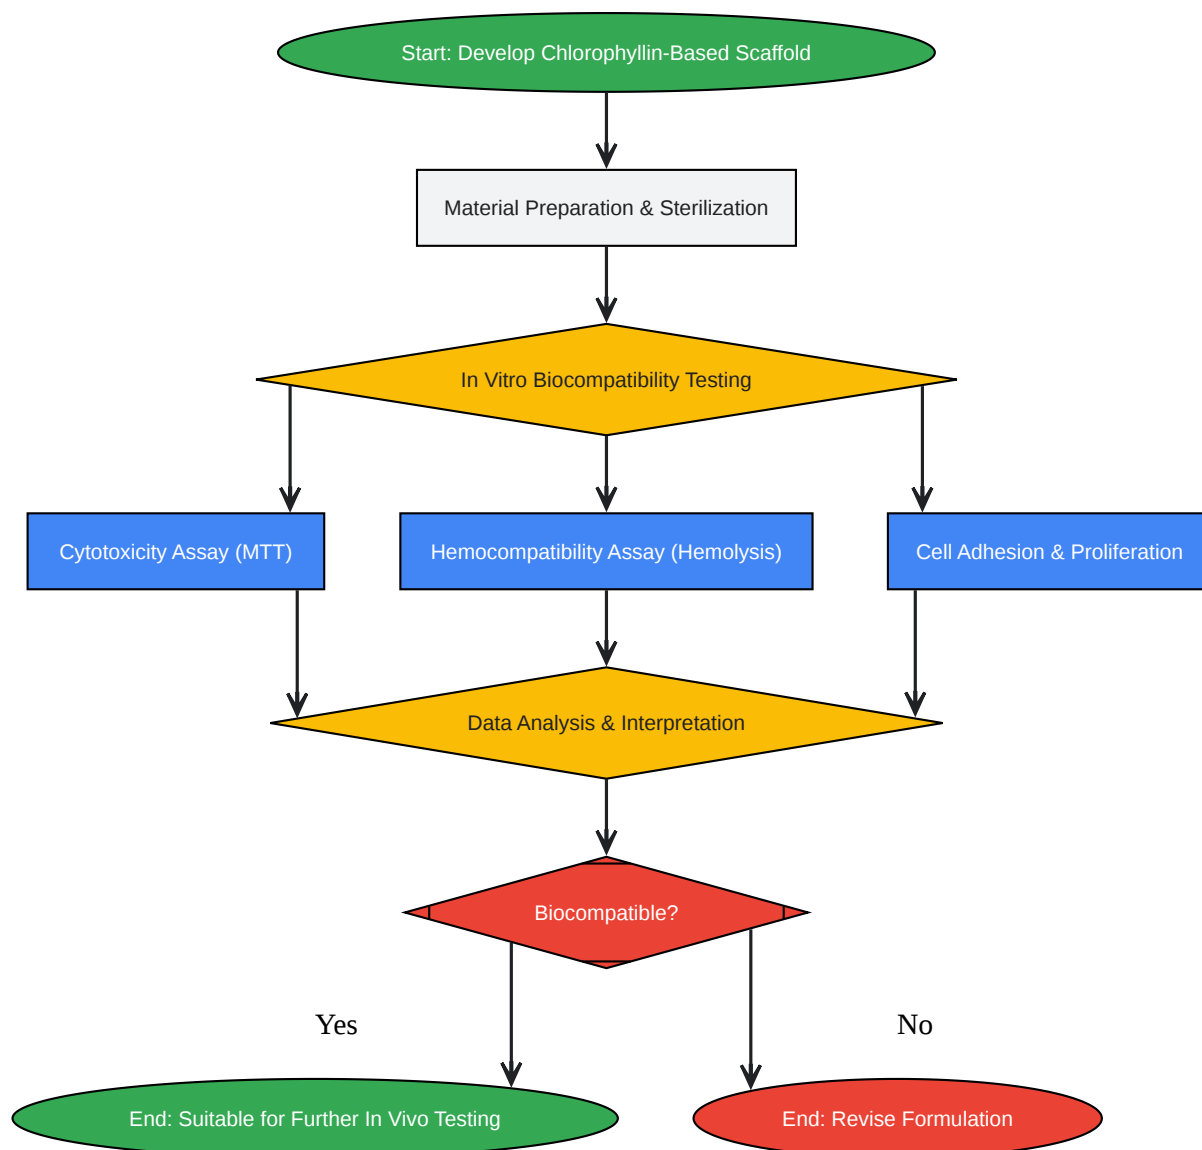 Start: Develop Chlorophyllin-Based Scaffold
Material Preparation & Sterilization
In Vitro Biocompatibility Testing
Cytotoxicity Assay (MTT)
Hemocompatibility Assay (Hemolysis)
Cell Adhesion & Proliferation
Data Analysis & Interpretation
Biocompatible?
Yes
No
End: Suitable for Further In Vivo Testing
End: Revise Formulation